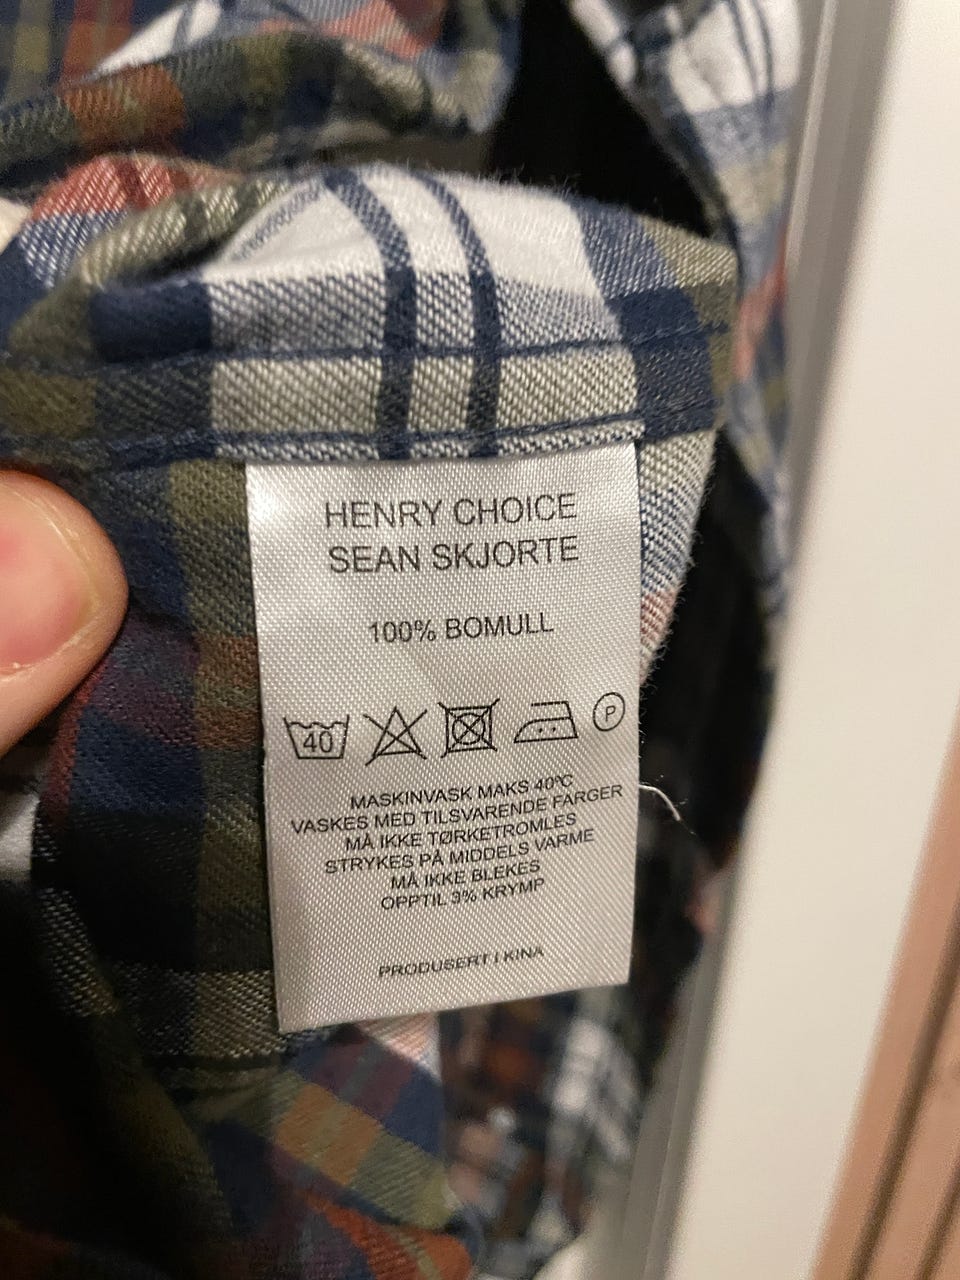 HENRY CHOICE
SEAN SKJORTE
100% BOMULL
40 P
MASKINVASK MAKS 40ºC
VASKES MED TILSVARENDE FARGER
MÅ IKKE TØRKETROMLES
STRYKES PÅ MIDDELS VARME
MÅ IKKE BLEKES
OPPTIL 3% KRYMP
PRODUSERT I KINA